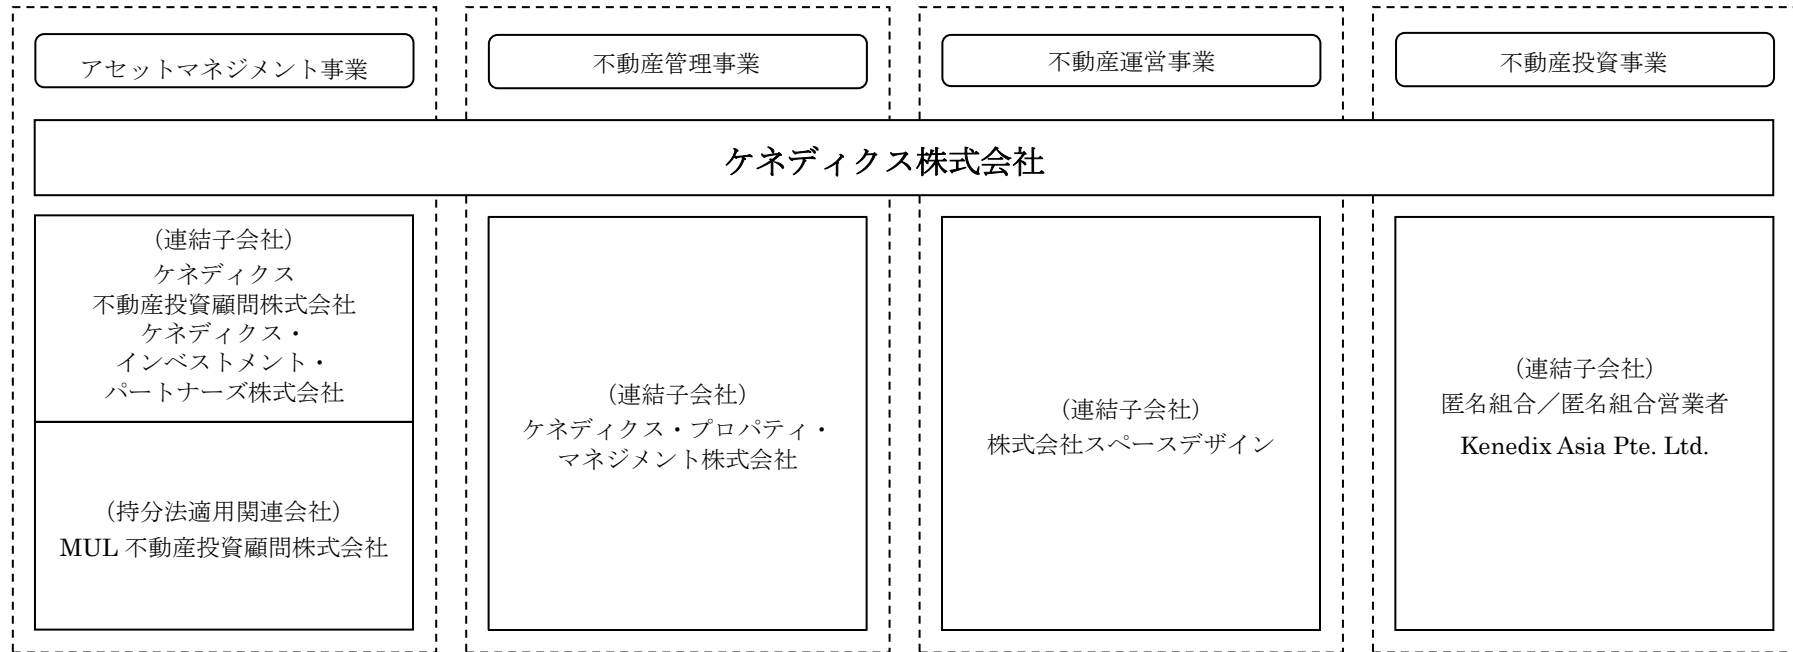 アセットマネジメント事業
不動産管理事業
不動産運営事業
不動産投資事業
ケネディクス株式会社
（連結子会社）
ケネディクス
不動産投資顧問株式会社
ケネディクス・
インベストメント・
パートナーズ株式会社
（持分法適用関連会社）
MUL 不動産投資顧問株式会社
（連結子会社）
ケネディクス・プロパティ・
マネジメント株式会社
（連結子会社）
株式会社スペースデザイン
（連結子会社）
匿名組合／匿名組合営業者
Kenedix Asia Pte. Ltd.